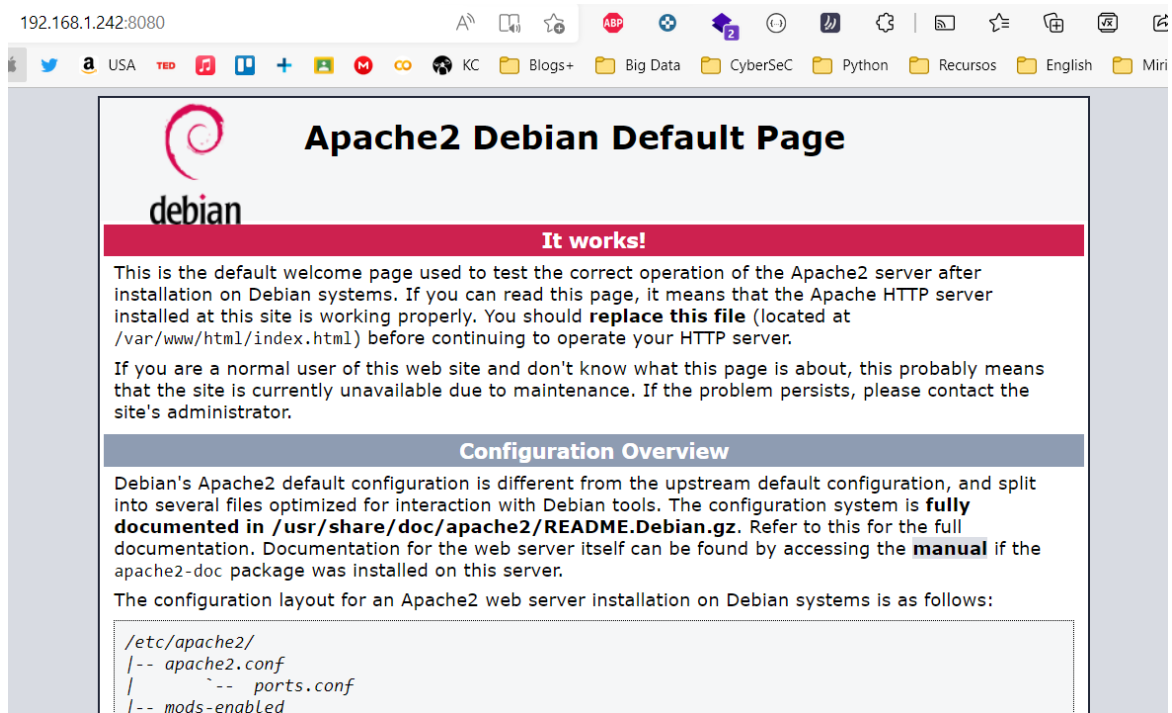 192.168.1.242:8080
A ABP 2
a USA TED M CO KC Blogs+ Big Data CyberSeC Python Recursos English Miri
debian
Apache2 Debian Default Page
It works!
This is the default welcome page used to test the correct operation of the Apache2 server after
installation on Debian systems. If you can read this page, it means that the Apache HTTP server
installed at this site is working properly. You should replace this file (located at
/var/www/html/index.html) before continuing to operate your HTTP server.
If you are a normal user of this web site and don't know what this page is about, this probably means
that the site is currently unavailable due to maintenance. If the problem persists, please contact the
site's administrator.
Configuration Overview
Debian's Apache2 default configuration is different from the upstream default configuration, and split
into several files optimized for interaction with Debian tools. The configuration system is fully
documented in /usr/share/doc/apache2/README.Debian.gz. Refer to this for the full
documentation. Documentation for the web server itself can be found by accessing the manual if the
apache2-doc package was installed on this server.
The configuration layout for an Apache2 web server installation on Debian systems is as follows:
/etc/apache2/
|-- apache2.conf
|       `--  ports.conf
|-- mods-enabled